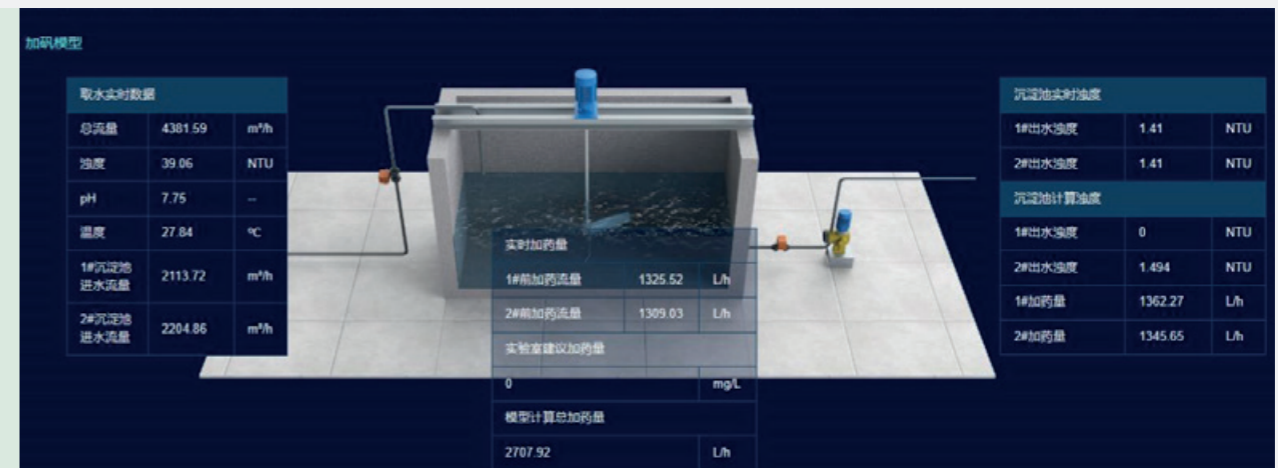 加矾模型
取水实时数据
总流量 4381.59 m³/h
浊度 39.06 NTU
pH 7.75 --
温度 27.84 ℃
1#沉淀池
进水流量 2113.72 m³/h
2#沉淀池
进水流量 2204.86 m³/h
实时加药量
1#前加药流量 1325.52 L/h
2#前加药流量 1309.03 L/h
实验室建议加药量
0 mg/L
模型计算总加药量
2707.92 L/h
沉淀池实时浊度
1#出水浊度 1.41 NTU
2#出水浊度 1.41 NTU
沉淀池计算浊度
1#出水浊度 0 NTU
2#出水浊度 1.494 NTU
1#加药量 1362.27 L/h
2#加药量 1345.65 L/h